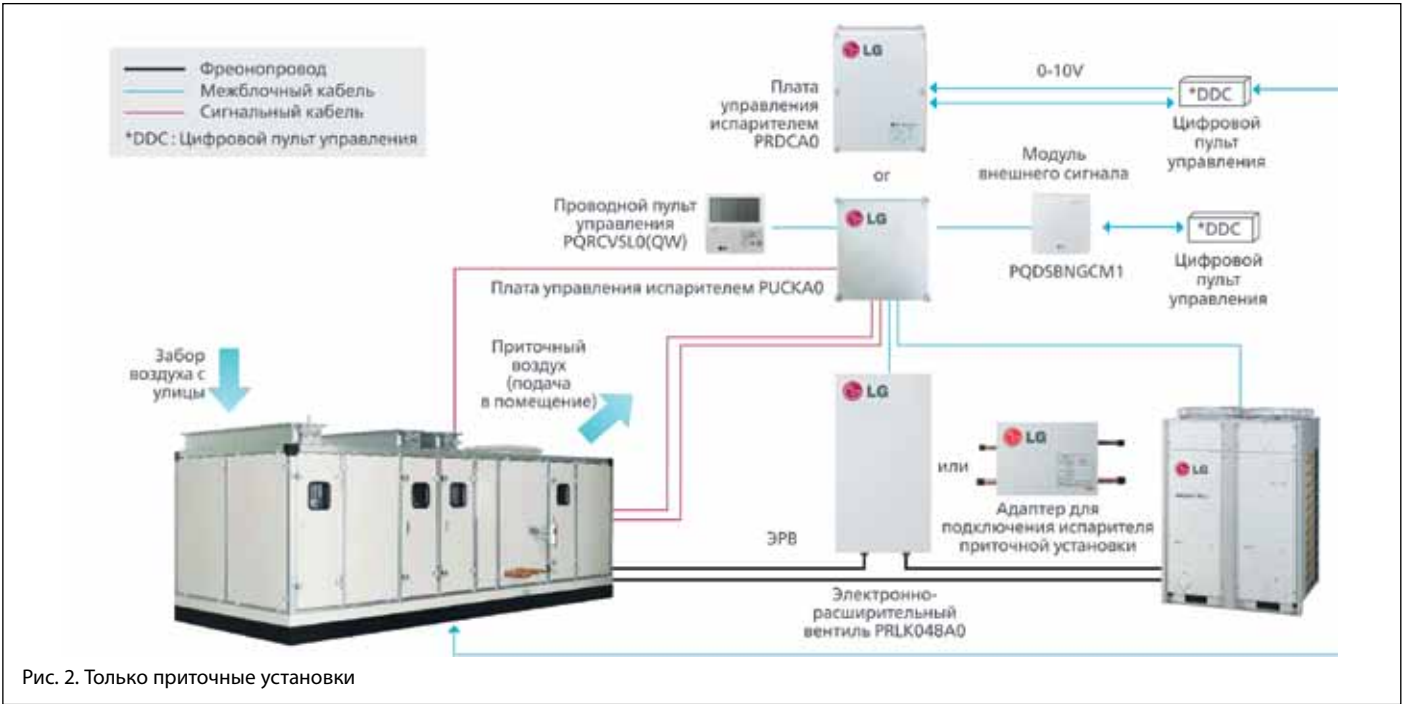 Фреонопровод
Межблочный кабель
Сигнальный кабель
*DDC: Цифровой пульт управления
LG
Плата
управления
испарителем
PRDCA0
0-10V
*DDC
Цифровой
пульт
управления
or
Модуль
внешнего сигнала
Проводной пульт
управления
PQRCVSL0(QW)
LG
PQDSBNGCM1
*DDC
Цифровой
пульт
управления
Плата управления испарителем PUCKA0
Забор
воздуха с
улицы
Приточный
воздух
(подача
в помещение)
LG
или
LG
Адаптер для
подключения испарителя
приточной установки
LG
ЭРВ
Электронно-
расширительный
вентиль PRLK048A0
Рис. 2. Только приточные установки